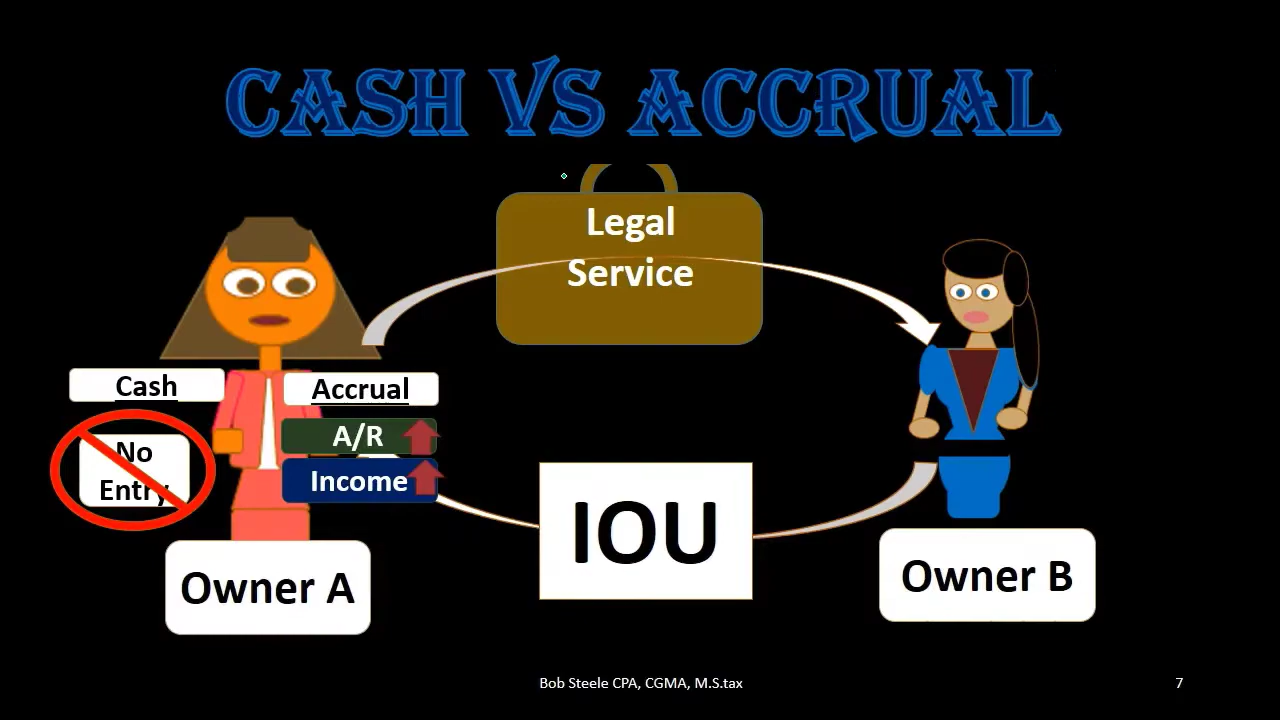 CASH VS ACCRUAL
Legal
Service
Cash
Accrual
No
Entry
A/R
Income
IOU
Owner A
Owner B
Bob Steele CPA, CGMA, M.S.tax
7